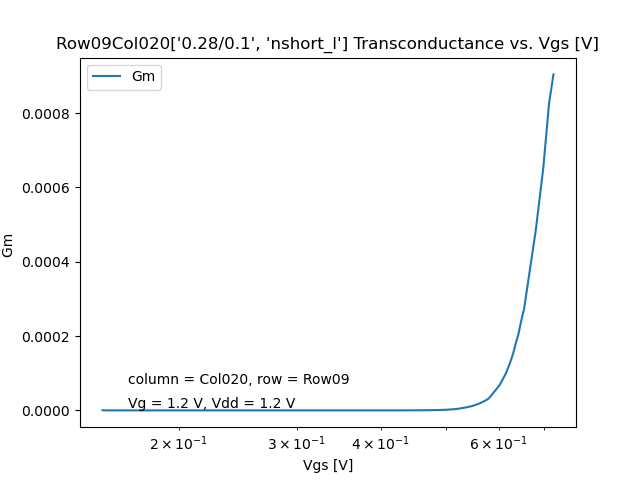 Row09Col020['0.28/0.1', 'nshort_l'] Transconductance vs. Vgs [V]
Gm
0.0008
0.0006
0.0004
0.0002
0.0000
Gm
column = Col020, row = Row09
Vg = 1.2 V, Vdd = 1.2 V
2 × 10⁻¹ 3 × 10⁻¹ 4 × 10⁻¹ 6 × 10⁻¹
Vgs [V]